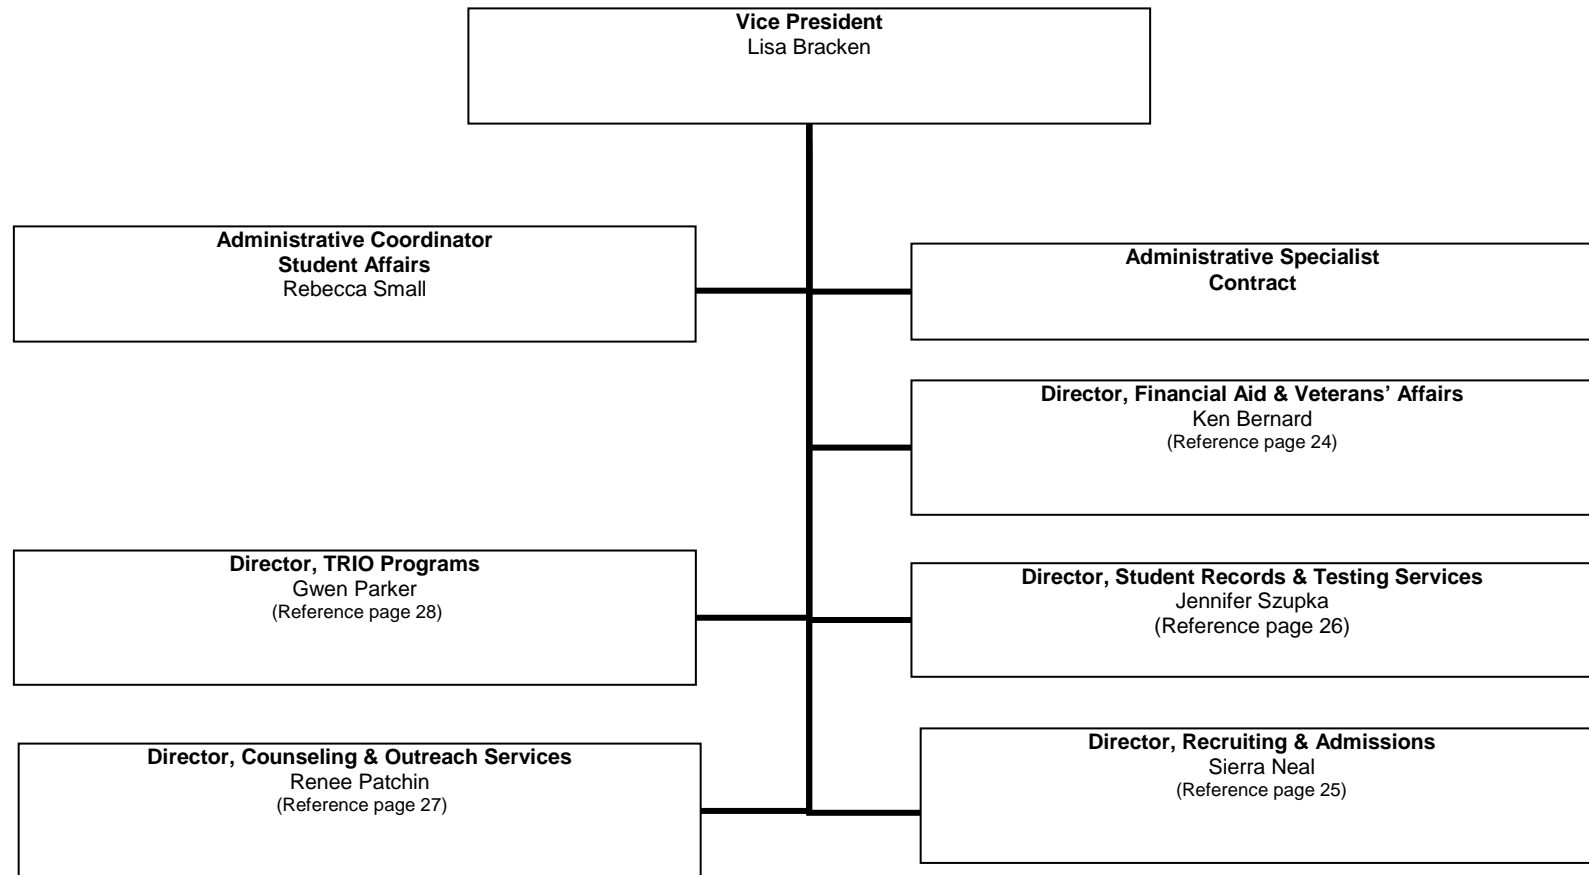 Vice President
Lisa Bracken
Administrative Coordinator
Student Affairs
Rebecca Small
Administrative Specialist
Contract
Director, Financial Aid & Veterans’ Affairs
Ken Bernard
(Reference page 24)
Director, TRIO Programs
Gwen Parker
(Reference page 28)
Director, Student Records & Testing Services
Jennifer Szupka
(Reference page 26)
Director, Counseling & Outreach Services
Renee Patchin
(Reference page 27)
Director, Recruiting & Admissions
Sierra Neal
(Reference page 25)